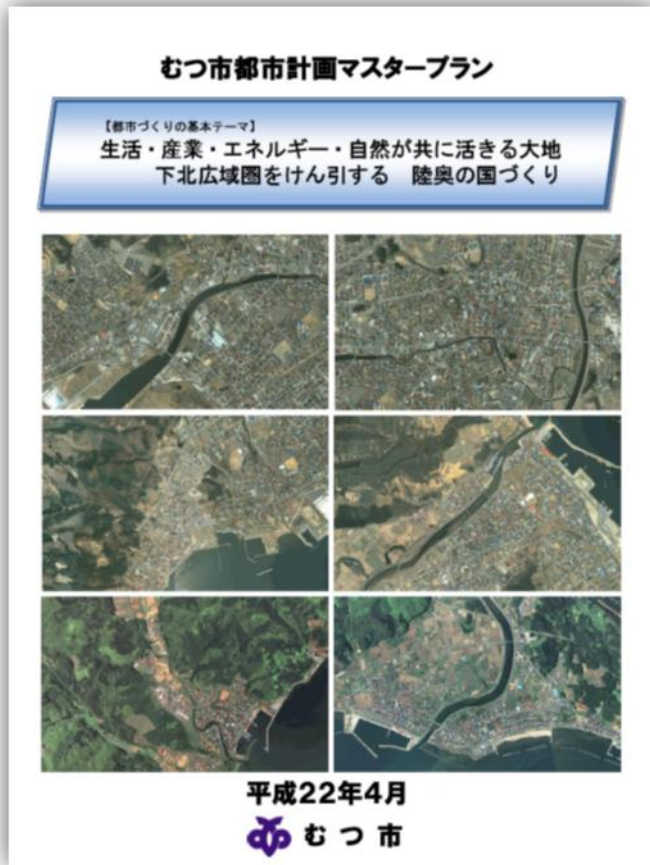 むつ市都市計画マスタープラン
【都市づくりの基本テーマ】
生活・産業・エネルギー・自然が共に活きる大地
下北広域圏をけん引する　陸奥の国づくり
平成22年4月
むつ市